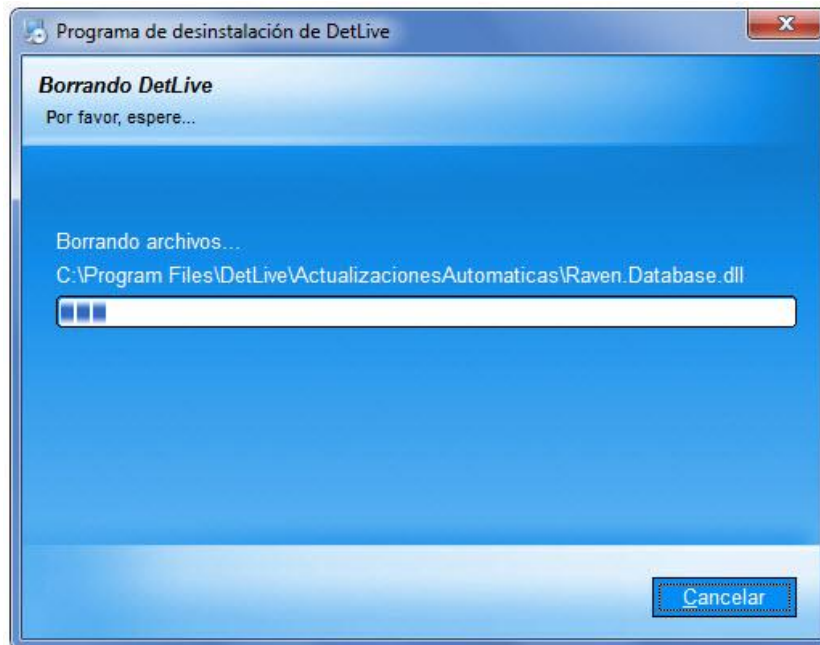 Programa de desinstalación de DetLive
Borrando DetLive
Por favor, espere...
Borrando archivos...
C:\Program Files\DetLive\ActualizacionesAutomaticas\Raven.Database.dll
Cancelar